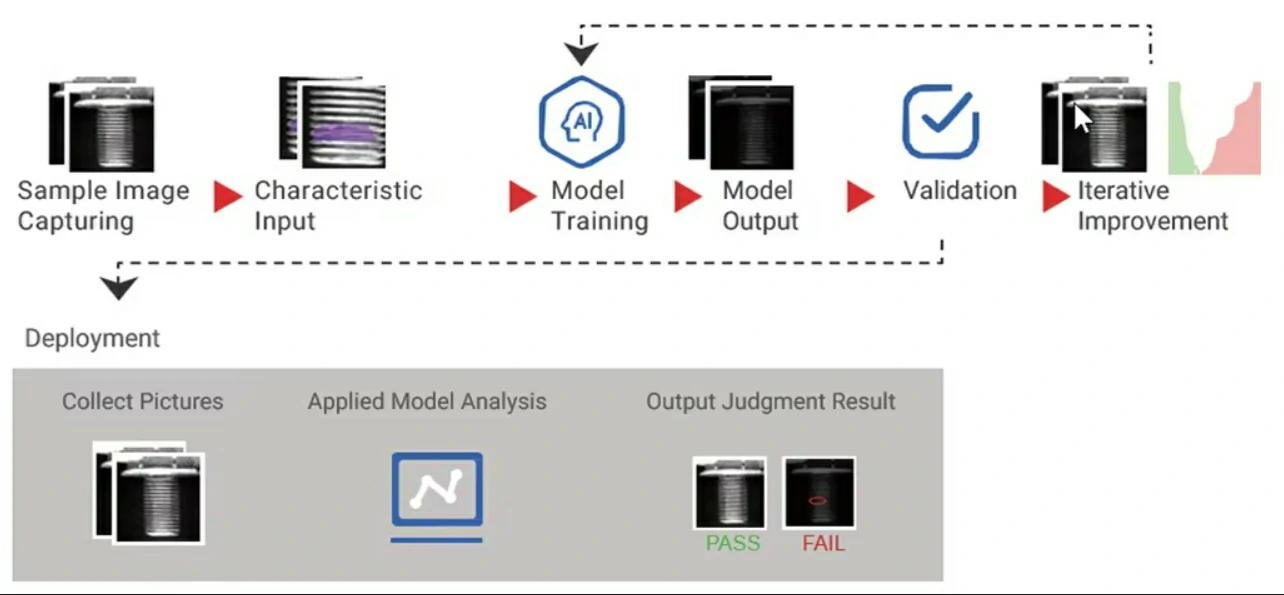 Sample Image
Capturing
Characteristic
Input
AI
Model
Training
Model
Output
Validation
Iterative
Improvement
Deployment
Collect Pictures
Applied Model Analysis
Output Judgment Result
PASS
FAIL